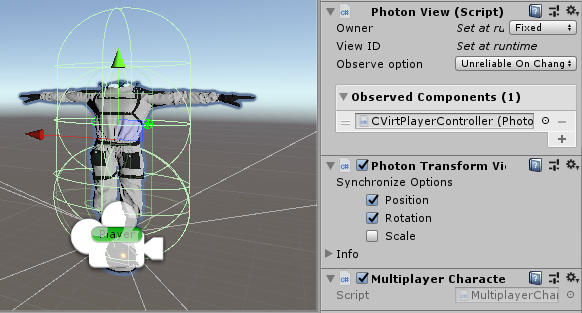 Player
Photon View (Script)
Owner Set at ru Fixed
View ID Set at runtime
Observe option Unreliable On Chang
Observed Components (1)
CVirtPlayerController (Photo
Photon Transform Vie
Synchronize Options
Position
Rotation
Scale
Info
Multiplayer Characte
Script MultiplayerChar